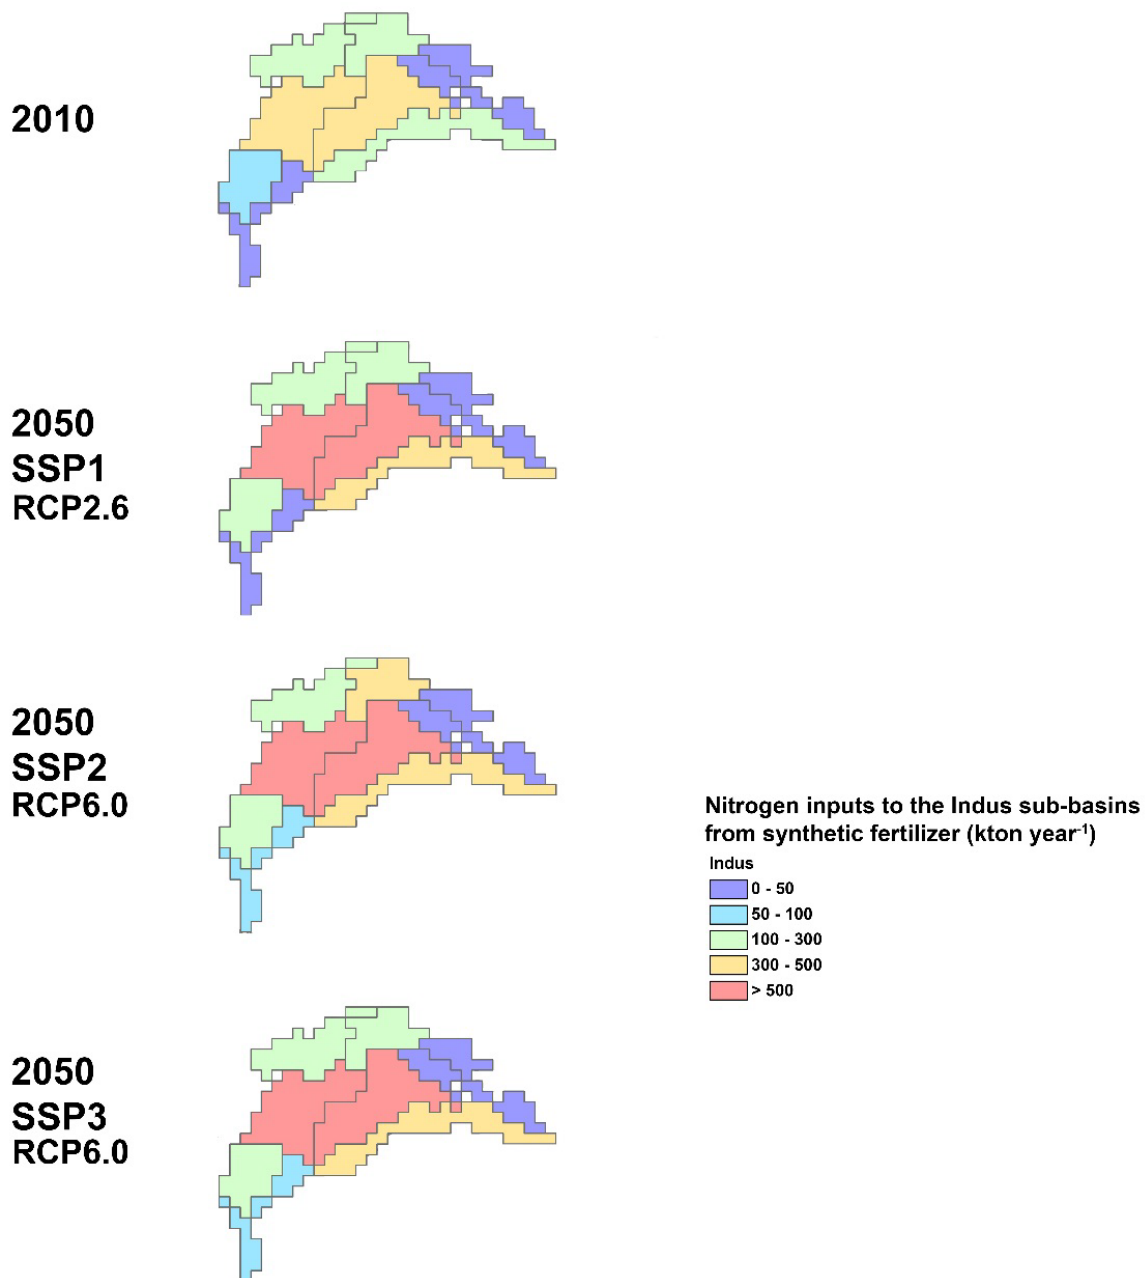 2010
2050
SSP1
RCP2.6
2050
SSP2
RCP6.0
Nitrogen inputs to the Indus sub-basins
from synthetic fertilizer (kton year⁻¹)
Indus
0 - 50
50 - 100
100 - 300
300 - 500
> 500
2050
SSP3
RCP6.0